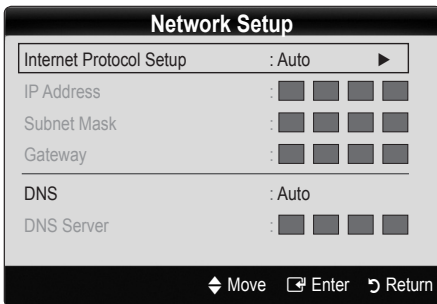 Network Setup
Internet Protocol Setup : Auto ▶
IP Address :
Subnet Mask :
Gateway :
DNS : Auto
DNS Server :
Move Enter Return